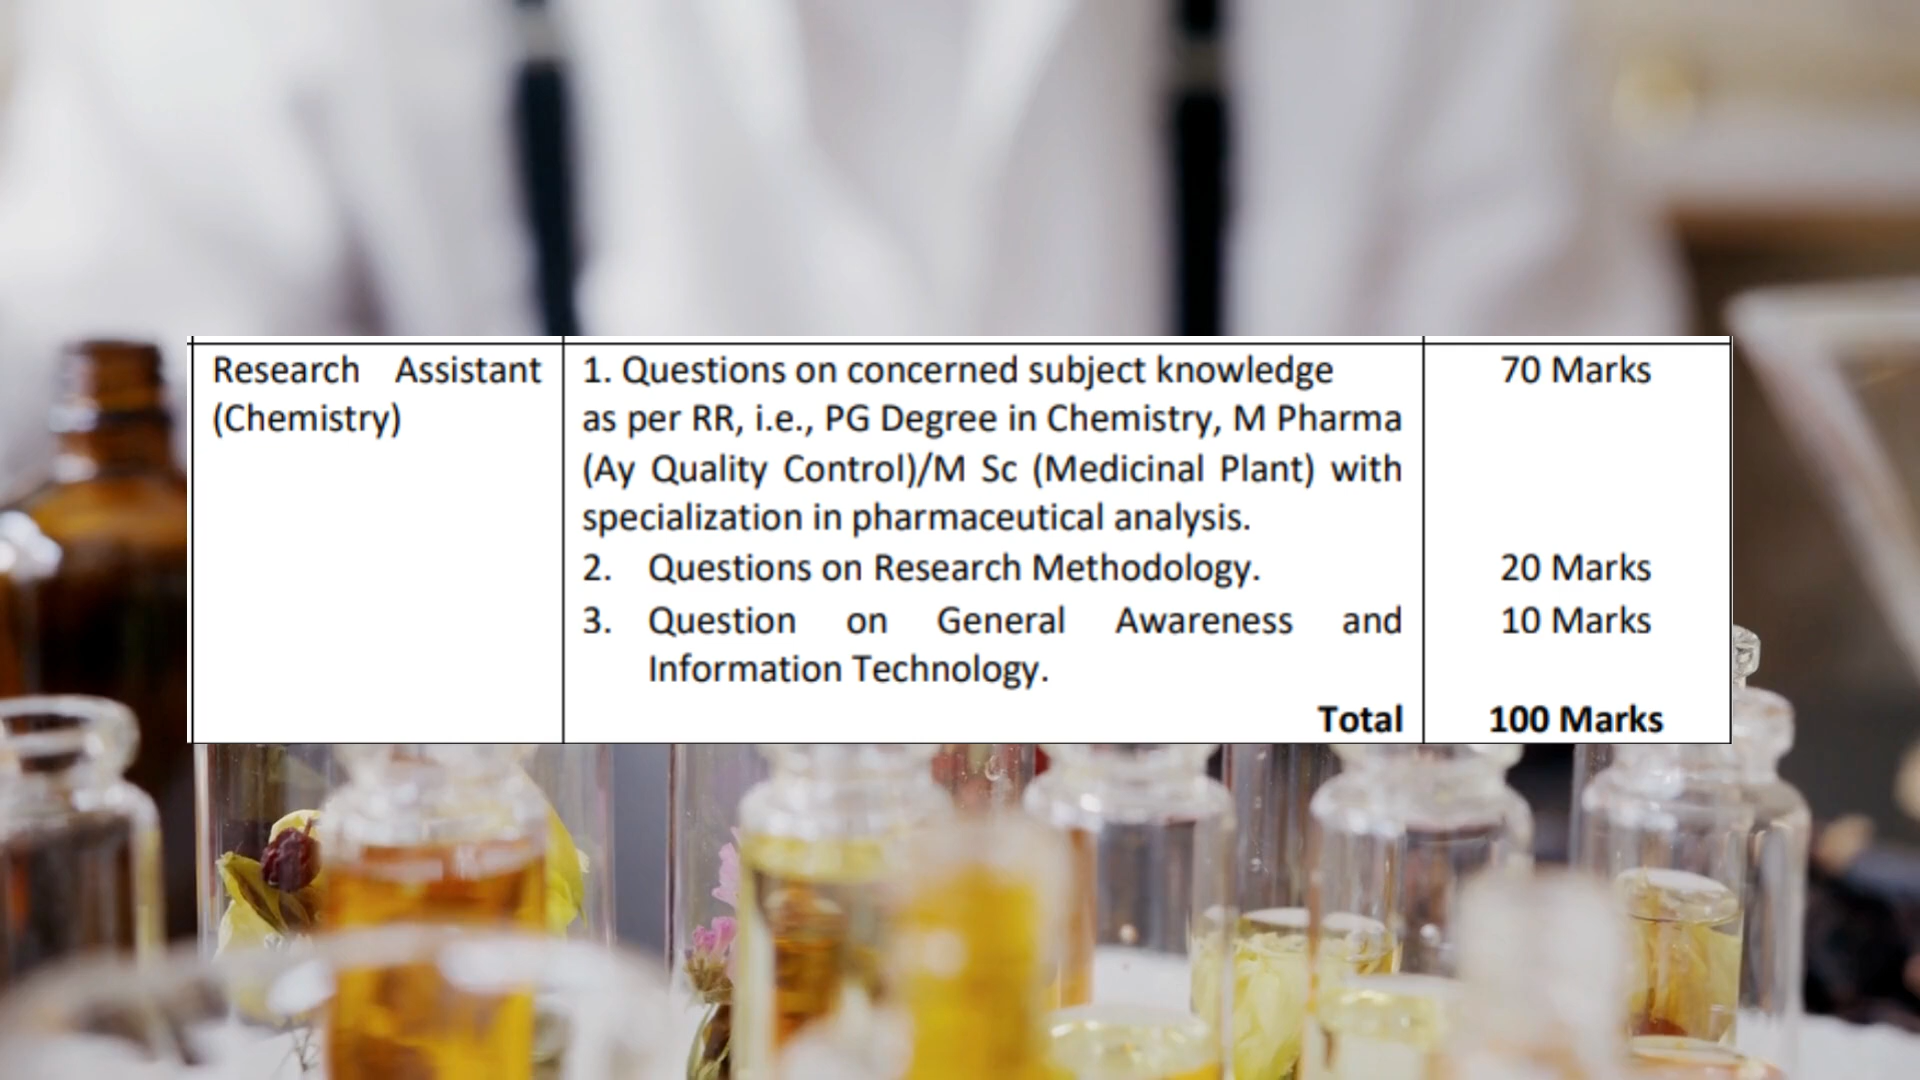 Research Assistant
(Chemistry)
1. Questions on concerned subject knowledge
as per RR, i.e., PG Degree in Chemistry, M Pharma
(Ay Quality Control)/M Sc (Medicinal Plant) with
specialization in pharmaceutical analysis.
2. Questions on Research Methodology.
3. Question on General Awareness and
Information Technology.
Total
70 Marks
20 Marks
10 Marks
100 Marks